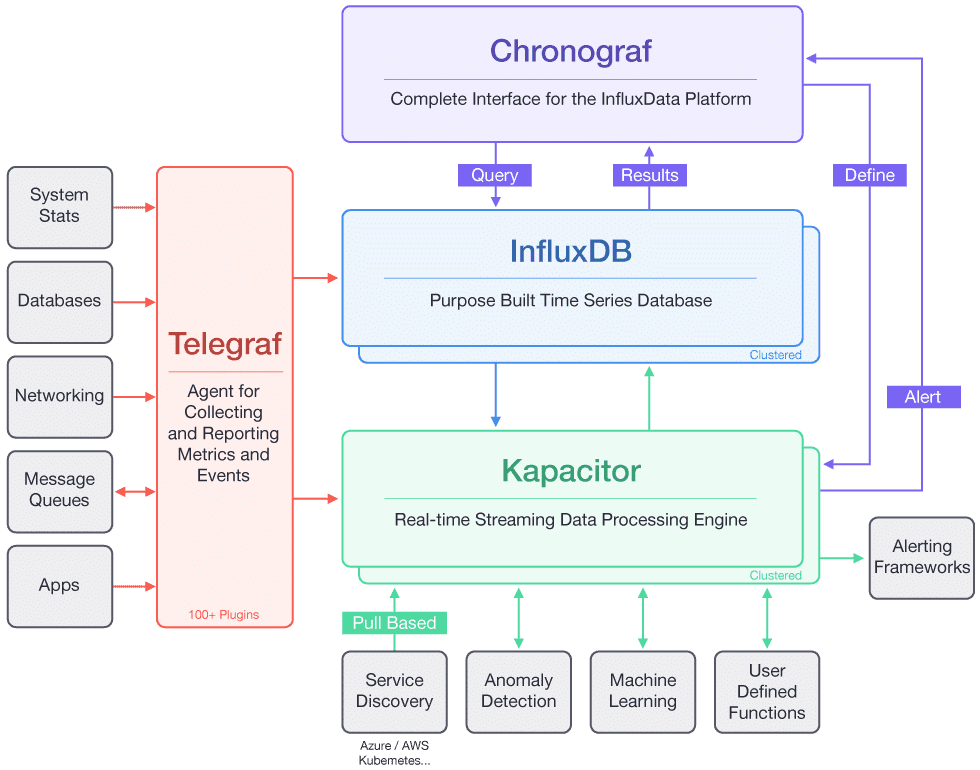 Chronograf
Complete Interface for the InfluxData Platform
Query
Results
Define
System
Stats
Databases
Networking
Message
Queues
Apps
Telegraf
Agent for
Collecting
and Reporting
Metrics and
Events
100+ Plugins
InfluxDB
Purpose Built Time Series Database
Clustered
Alert
Kapacitor
Real-time Streaming Data Processing Engine
Clustered
Alerting
Frameworks
Pull Based
Service
Discovery
Azure / AWS
Kubernetes...
Anomaly
Detection
Machine
Learning
User
Defined
Functions